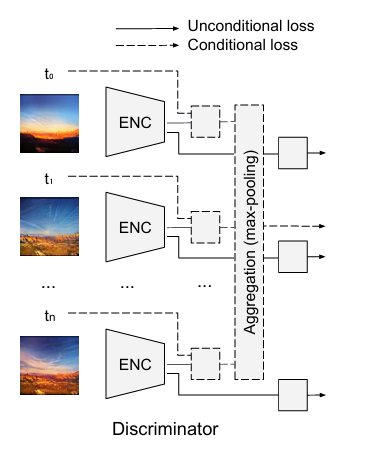 Unconditional loss
Conditional loss
t₀
ENC
t₁
ENC
Aggregation (max-pooling)
... ... ...
tn
ENC
Discriminator